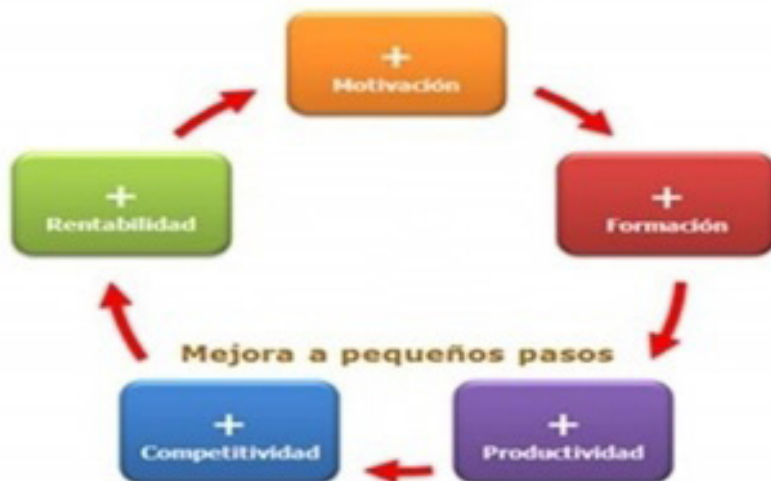 +
Motivación
+
Rentabilidad
+
Formación
Mejora a pequeños pasos
+
Competitividad
+
Productividad